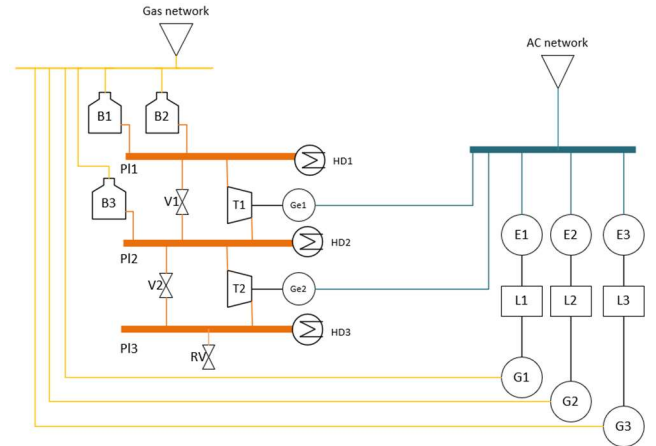 Gas network
AC network
B1
B2
Pl1
HD1
V1
T1
Ge1
B3
Pl2
HD2
E1
E2
E3
V2
T2
Ge2
L1
L2
L3
Pl3
HD3
RV
G1
G2
G3